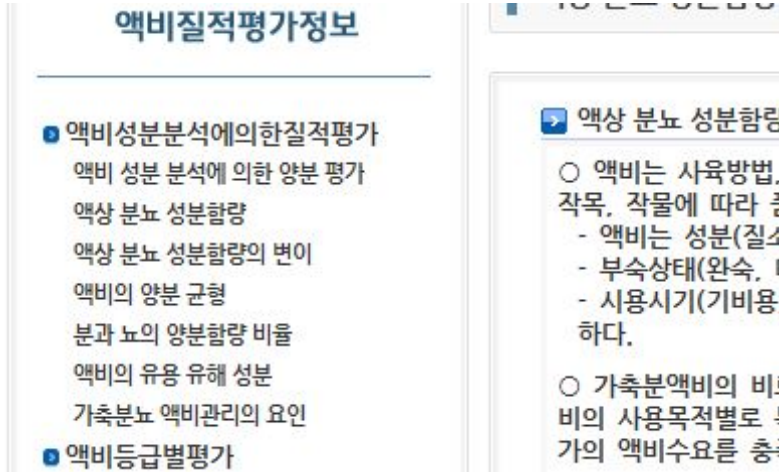 액비질적평가정보
액비성분분석에의한질적평가
액비 성분 분석에 의한 양분 평가
액상 분뇨 성분함량
액상 분뇨 성분함량의 변이
액비의 양분 균형
분과 뇨의 양분함량 비율
액비의 유용 유해 성분
가축분뇨 액비관리의 요인
액비등급별평가
액상 분뇨 성분함량
○ 액비는 사육방법,
작목, 작물에 따라
- 액비는 성분(질소
- 부숙상태(완숙,
- 시용시기(기비용
하다.
○ 가축분액비의
비의 사용목적별로
가의 액비수요를